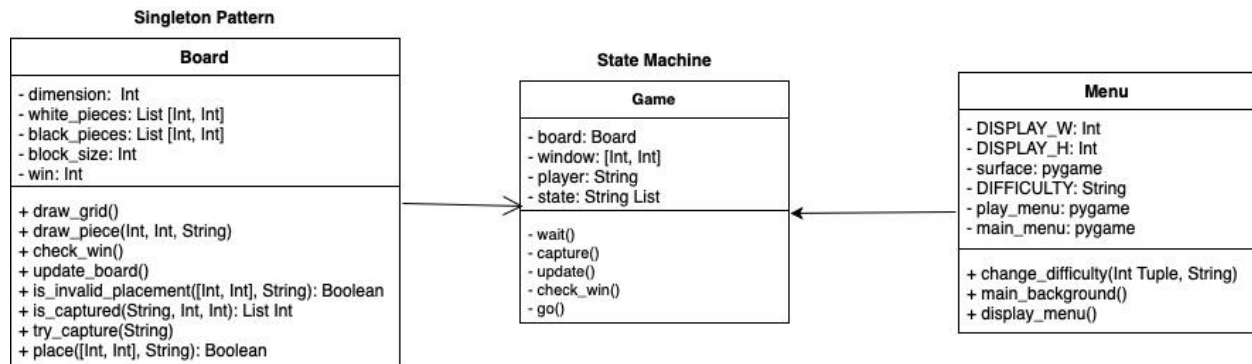 Singleton Pattern
Board
- dimension: Int
- white_pieces: List [Int, Int]
- black_pieces: List [Int, Int]
- block_size: Int
- win: Int
+ draw_grid()
+ draw_piece(Int, Int, String)
+ check_win()
+ update_board()
+ is_invalid_placement([Int, Int], String): Boolean
+ is_captured(String, Int, Int): List Int
+ try_capture(String)
+ place([Int, Int], String): Boolean
State Machine
Game
- board: Board
- window: [Int, Int]
- player: String
- state: String List
- wait()
- capture()
- update()
- check_win()
- go()
Menu
- DISPLAY_W: Int
- DISPLAY_H: Int
- surface: pygame
- DIFFICULTY: String
- play_menu: pygame
- main_menu: pygame
+ change_difficulty(Int Tuple, String)
+ main_background()
+ display_menu()